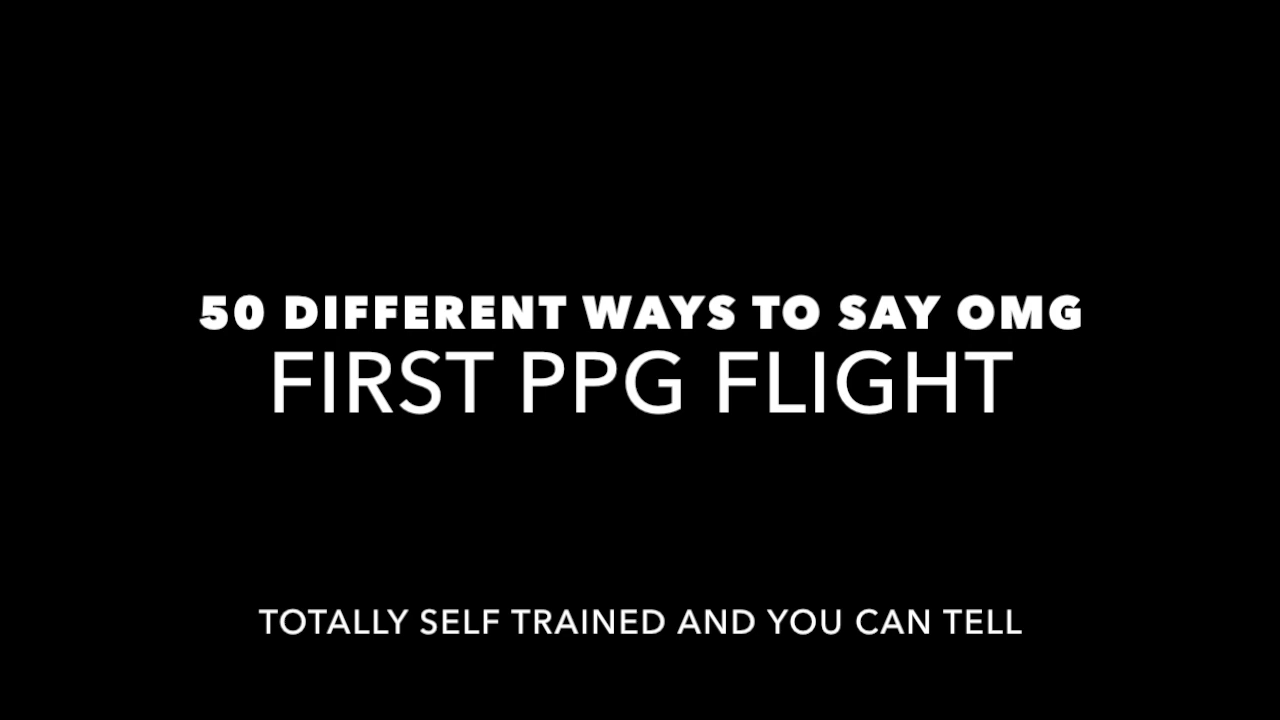 50 DIFFERENT WAYS TO SAY OMG
FIRST PPG FLIGHT
TOTALLY SELF TRAINED AND YOU CAN TELL